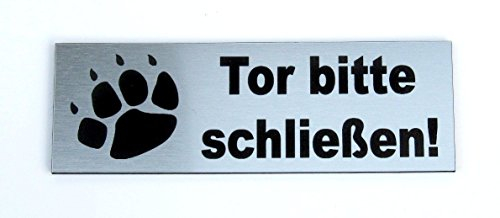 Tor bitte
schließen!